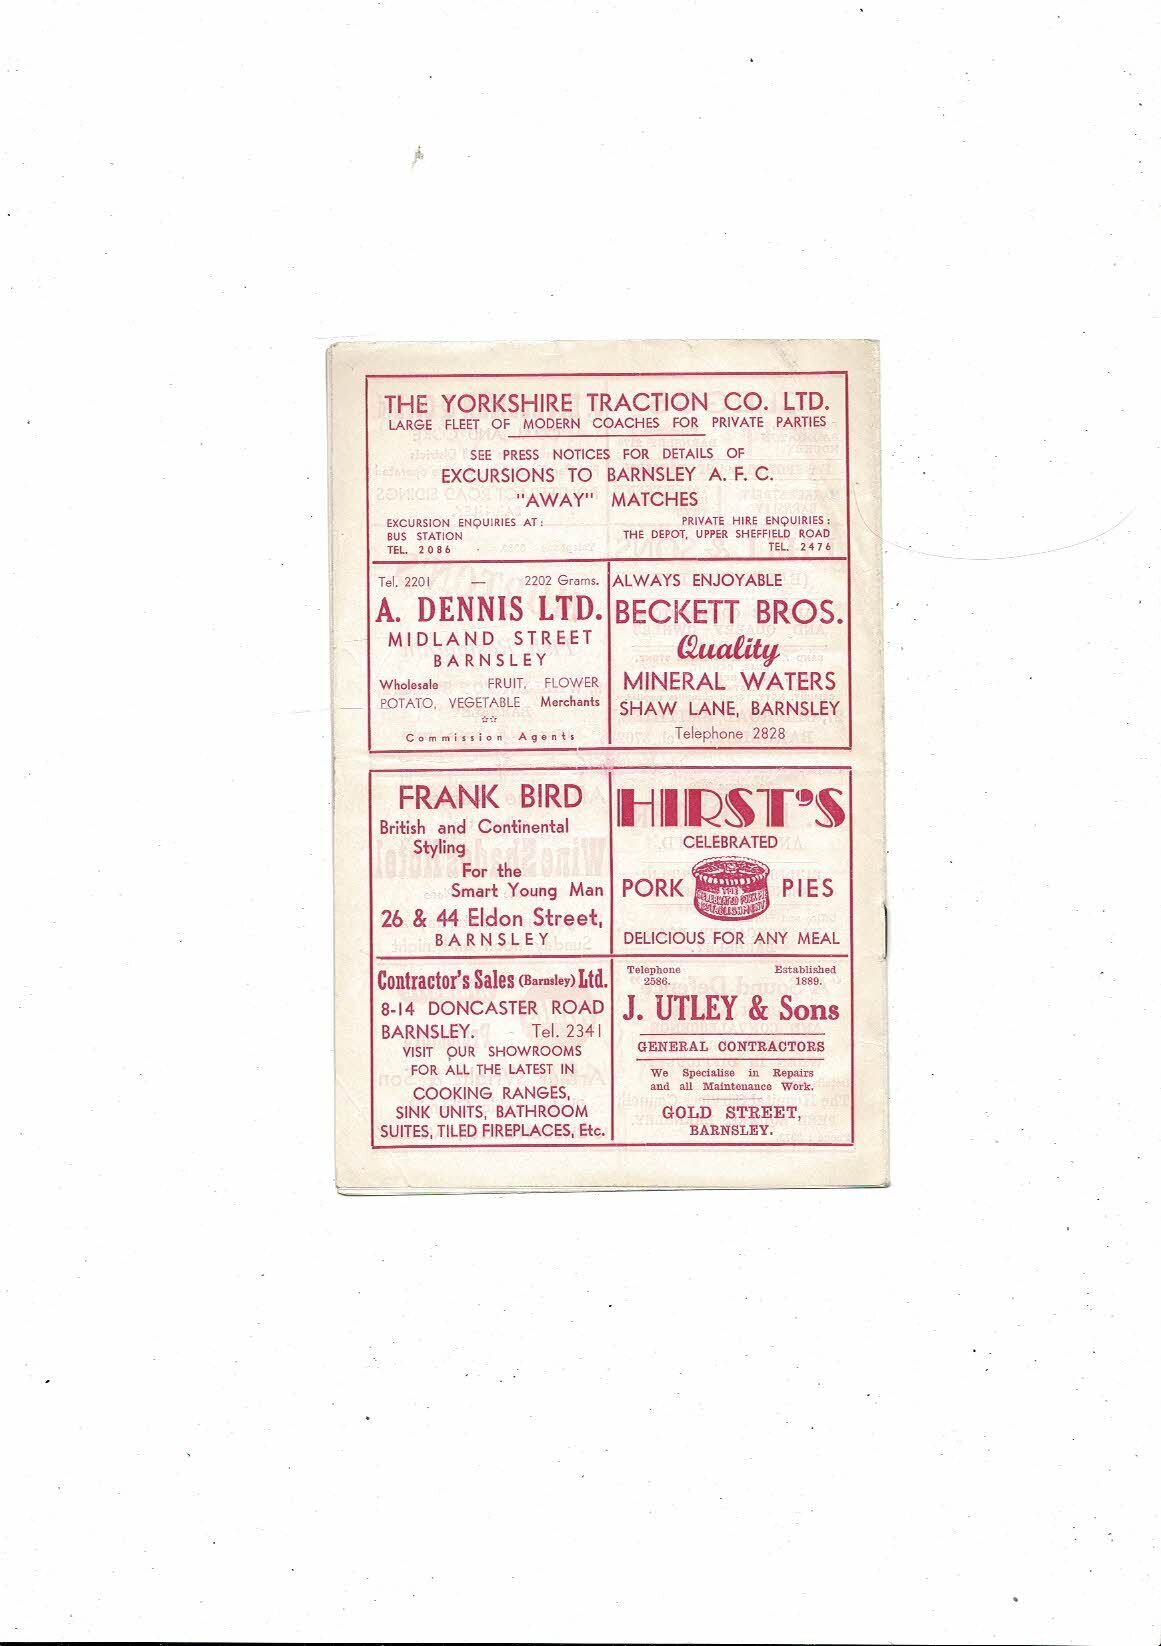 THE YORKSHIRE TRACTION CO. LTD.
LARGE FLEET OF MODERN COACHES FOR PRIVATE PARTIES
SEE PRESS NOTICES FOR DETAILS OF
EXCURSIONS TO BARNSLEY A. F. C.
"AWAY" MATCHES
EXCURSION ENQUIRIES AT:
BUS STATION
TEL. 2086
PRIVATE HIRE ENQUIRIES:
THE DEPOT, UPPER SHEFFIELD ROAD
TEL. 2476
Tel. 2201 — 2202 Grams.
A. DENNIS LTD.
MIDLAND STREET
BARNSLEY
Wholesale FRUIT, FLOWER
POTATO, VEGETABLE Merchants
☆☆
Commission Agents
ALWAYS ENJOYABLE
BECKETT BROS.
Quality
MINERAL WATERS
SHAW LANE, BARNSLEY
Telephone 2828
FRANK BIRD
British and Continental
Styling
For the
Smart Young Man
26 & 44 Eldon Street,
BARNSLEY
HIRST'S
CELEBRATED
PORK PIES
THE
CELEBRATED PORK PIE
ESTABLISHMENT
DELICIOUS FOR ANY MEAL
Contractor's Sales (Barnsley) Ltd.
8-14 DONCASTER ROAD
BARNSLEY. Tel. 2341
VISIT OUR SHOWROOMS
FOR ALL THE LATEST IN
COOKING RANGES,
SINK UNITS, BATHROOM
SUITES, TILED FIREPLACES, Etc.
Telephone
2586.
Established
1889.
J. UTLEY & Sons
GENERAL CONTRACTORS
We Specialise in Repairs
and all Maintenance Work.
GOLD STREET,
BARNSLEY.